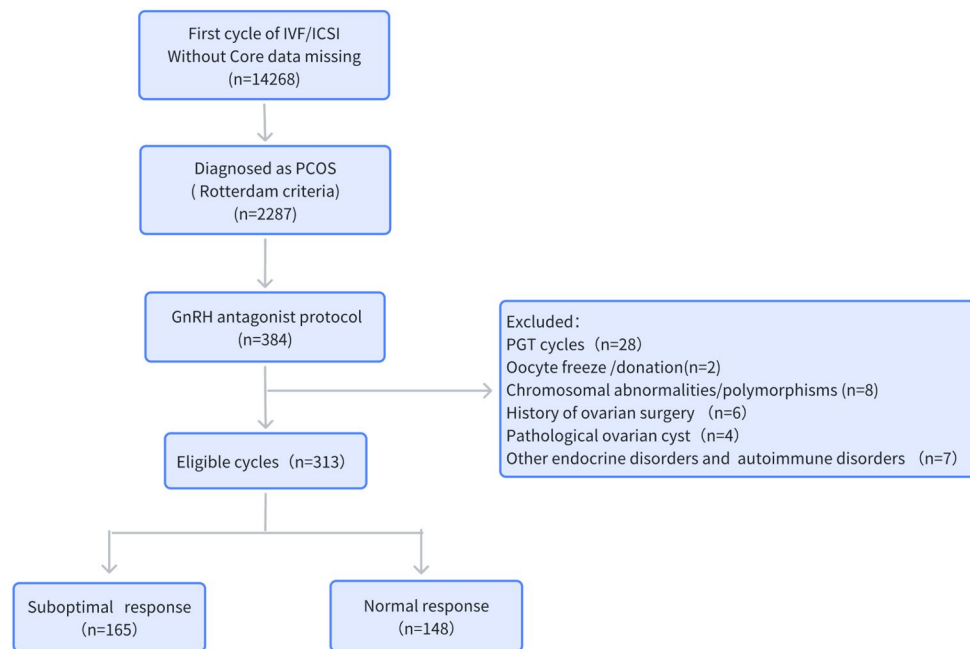 First cycle of IVF/ICSI
Without Core data missing
(n=14268)
Diagnosed as PCOS
( Rotterdam criteria)
(n=2287)
GnRH antagonist protocol
(n=384)
Excluded：
PGT cycles（n=28)
Oocyte freeze /donation(n=2)
Chromosomal abnormalities/polymorphisms (n=8)
History of ovarian surgery （n=6)
Pathological ovarian cyst（n=4）
Other endocrine disorders and autoimmune disorders （n=7）
Eligible cycles（n=313）
Suboptimal response
（n=165）
Normal response
（n=148）